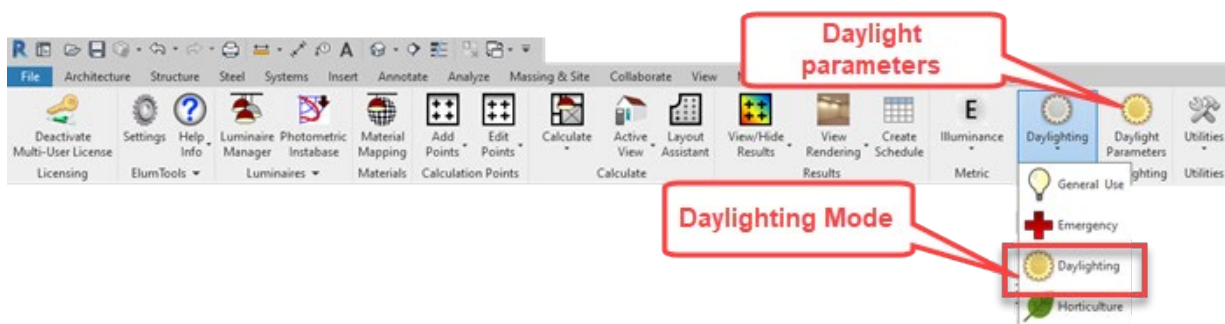 Daylight
parameters
R A
File Architecture Structure Steel Systems Insert Annotate Analyze Massing & Site Collaborate View
Deactivate Multi-User License
Settings
Help Info
Luminaire Manager
Photometric Instabase
Material Mapping
Add Points
Edit Points
Calculate
Active View
Layout Assistant
View/Hide Results
View Rendering
Create Schedule
E
Illuminance
Daylighting
Daylight Parameters
Utilities
Licensing ElumTools Luminaires Materials Calculation Points Calculate Results Metric ghting Utilities
General Use
Daylighting Mode
Emergency
Daylighting
Horticulture